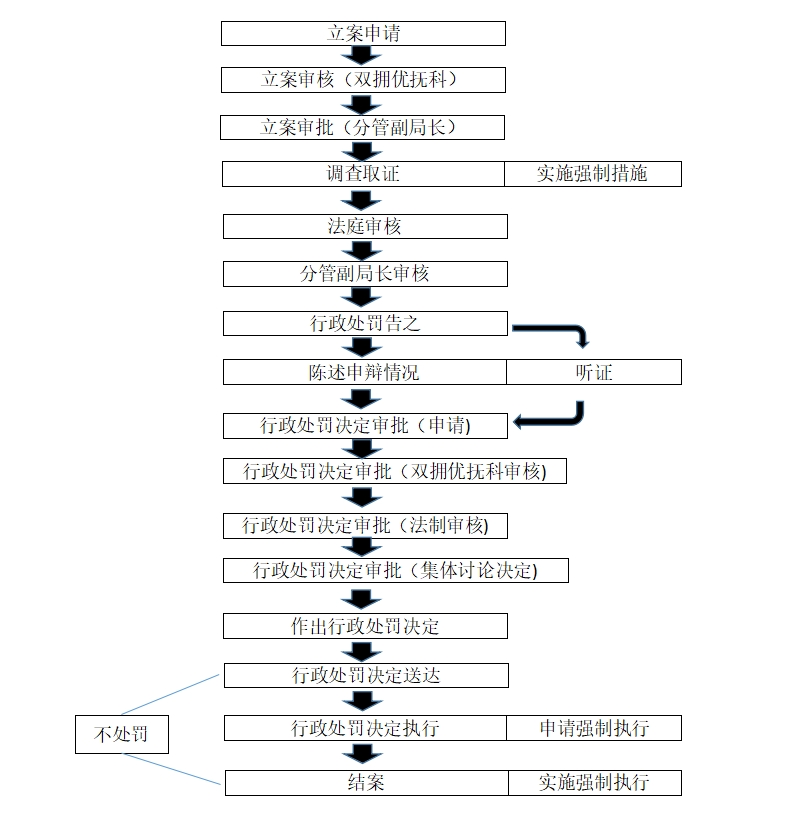 立案申请
立案审核（双拥优抚科）
立案审批（分管副局长）
调查取证 实施强制措施
法庭审核
分管副局长审核
行政处罚告之
陈述申辩情况 听证
行政处罚决定审批（申请)
行政处罚决定审批（双拥优抚科审核)
行政处罚决定审批（法制审核)
行政处罚决定审批（集体讨论决定)
作出行政处罚决定
行政处罚决定送达
行政处罚决定执行 申请强制执行
不处罚
结案 实施强制执行